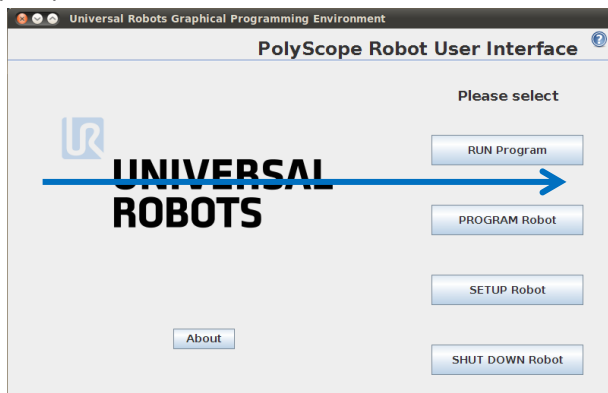 Universal Robots Graphical Programming Environment
PolyScope Robot User Interface
?
Please select
UR
RUN Program
UNIVERSAL
ROBOTS
PROGRAM Robot
SETUP Robot
About
SHUT DOWN Robot